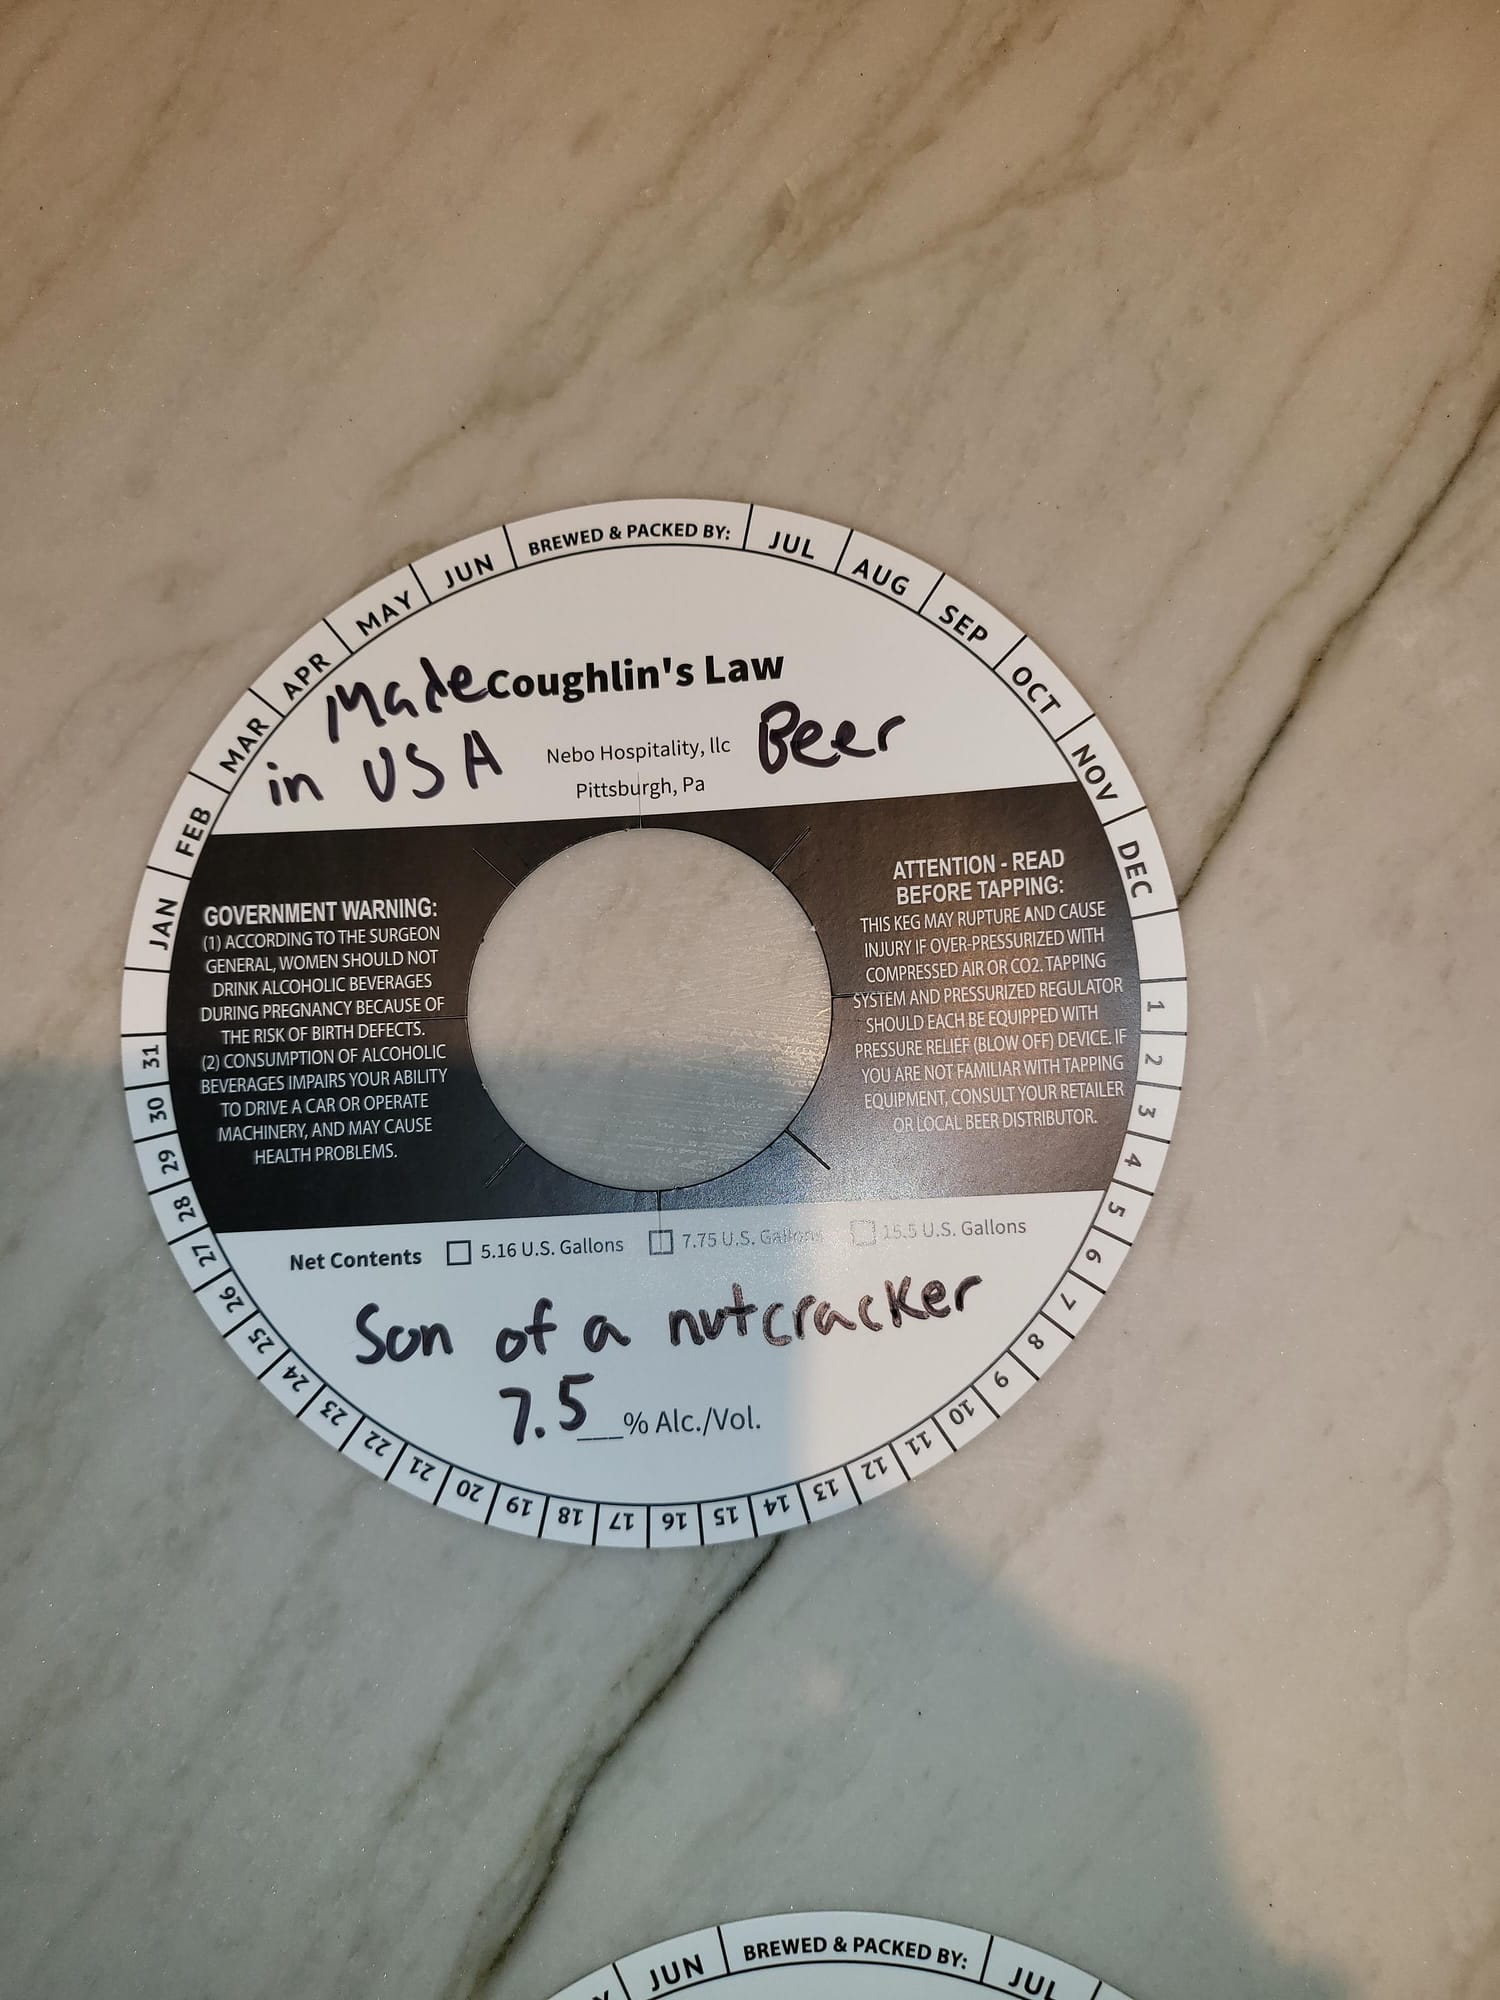 BREWED & PACKED BY:
JUL
AUG
SEP
OCT
NOV
DEC
1
2
3
4
5
6
7
8
9
10
11
12
13
14
15
16
17
18
19
20
21
22
23
24
25
26
27
28
29
30
31
JAN
FEB
MAR
APR
MAY
JUN
Made Coughlin's Law
in USA Nebo Hospitality, llc Beer
Pittsburgh, Pa
GOVERNMENT WARNING:
(1) ACCORDING TO THE SURGEON
GENERAL, WOMEN SHOULD NOT
DRINK ALCOHOLIC BEVERAGES
DURING PREGNANCY BECAUSE OF
THE RISK OF BIRTH DEFECTS.
(2) CONSUMPTION OF ALCOHOLIC
BEVERAGES IMPAIRS YOUR ABILITY
TO DRIVE A CAR OR OPERATE
MACHINERY, AND MAY CAUSE
HEALTH PROBLEMS.
ATTENTION - READ
BEFORE TAPPING:
THIS KEG MAY RUPTURE AND CAUSE
INJURY IF OVER-PRESSURIZED WITH
COMPRESSED AIR OR CO2. TAPPING
SYSTEM AND PRESSURIZED REGULATOR
SHOULD EACH BE EQUIPPED WITH
PRESSURE RELIEF (BLOW OFF) DEVICE. IF
YOU ARE NOT FAMILIAR WITH TAPPING
EQUIPMENT, CONSULT YOUR RETAILER
OR LOCAL BEER DISTRIBUTOR.
Net Contents 5.16 U.S. Gallons 7.75 U.S. Gallons 15.5 U.S. Gallons
Son of a nutcracker
7.5__% Alc./Vol.
JUN BREWED & PACKED BY: JUL